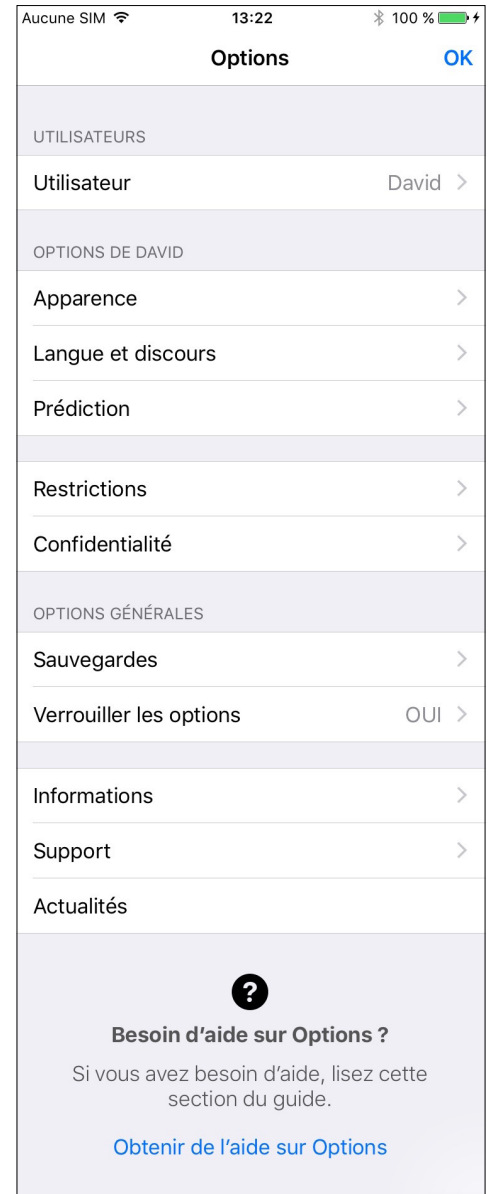 Aucune SIM 13:22 100 %
Options OK
UTILISATEURS
Utilisateur David
OPTIONS DE DAVID
Apparence
Langue et discours
Prédiction
Restrictions
Confidentialité
OPTIONS GÉNÉRALES
Sauvegardes
Verrouiller les options OUI
Informations
Support
Actualités
?
Besoin d’aide sur Options ?
Si vous avez besoin d’aide, lisez cette
section du guide.
Obtenir de l’aide sur Options